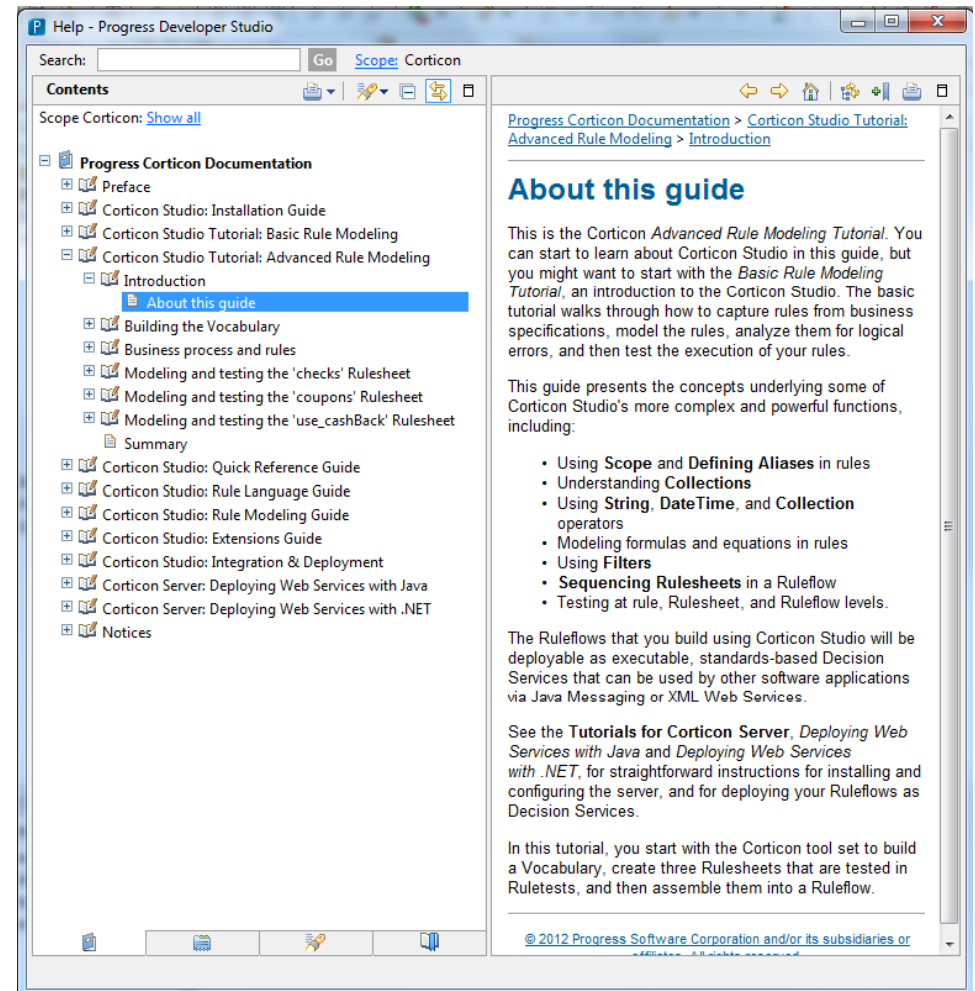 Help - Progress Developer Studio
Search:
Go
Scope: Corticon
Contents
Scope Corticon: Show all
Progress Corticon Documentation
Preface
Corticon Studio: Installation Guide
Corticon Studio Tutorial: Basic Rule Modeling
Corticon Studio Tutorial: Advanced Rule Modeling
Introduction
About this guide
Building the Vocabulary
Business process and rules
Modeling and testing the 'checks' Rulesheet
Modeling and testing the 'coupons' Rulesheet
Modeling and testing the 'use_cashBack' Rulesheet
Summary
Corticon Studio: Quick Reference Guide
Corticon Studio: Rule Language Guide
Corticon Studio: Rule Modeling Guide
Corticon Studio: Extensions Guide
Corticon Studio: Integration & Deployment
Corticon Server: Deploying Web Services with Java
Corticon Server: Deploying Web Services with .NET
Notices
Progress Corticon Documentation > Corticon Studio Tutorial:
Advanced Rule Modeling > Introduction
About this guide
This is the Corticon Advanced Rule Modeling Tutorial. You
can start to learn about Corticon Studio in this guide, but
you might want to start with the Basic Rule Modeling
Tutorial, an introduction to the Corticon Studio. The basic
tutorial walks through how to capture rules from business
specifications, model the rules, analyze them for logical
errors, and then test the execution of your rules.
This guide presents the concepts underlying some of
Corticon Studio's more complex and powerful functions,
including:
• Using Scope and Defining Aliases in rules
• Understanding Collections
• Using String, DateTime, and Collection
operators
• Modeling formulas and equations in rules
• Using Filters
• Sequencing Rulesheets in a Ruleflow
• Testing at rule, Rulesheet, and Ruleflow levels.
The Ruleflows that you build using Corticon Studio will be
deployable as executable, standards-based Decision
Services that can be used by other software applications
via Java Messaging or XML Web Services.
See the Tutorials for Corticon Server, Deploying Web
Services with Java and Deploying Web Services
with .NET, for straightforward instructions for installing and
configuring the server, and for deploying your Ruleflows as
Decision Services.
In this tutorial, you start with the Corticon tool set to build
a Vocabulary, create three Rulesheets that are tested in
Ruletests, and then assemble them into a Ruleflow.
© 2012 Progress Software Corporation and/or its subsidiaries or